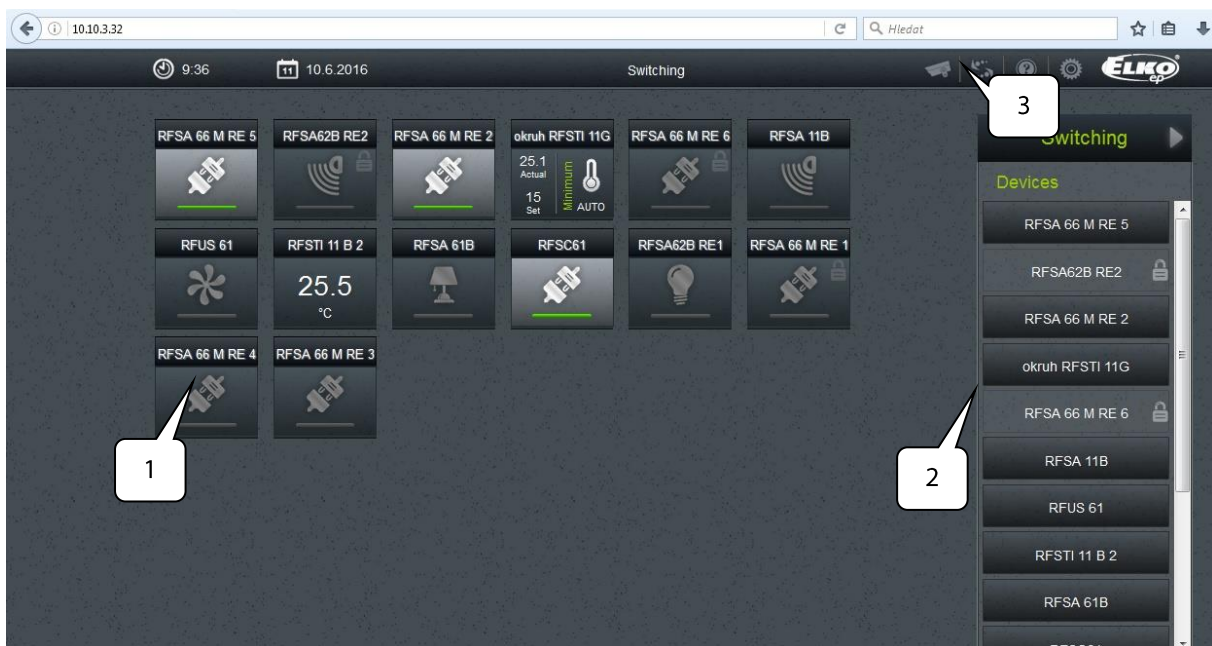 10.10.3.32
Hledat
9:36
11
10.6.2016
Switching
ELKO
ep
3
RFSA 66 M RE 5
RFSA62B RE2
RFSA 66 M RE 2
okruh RFSTI 11G
RFSA 66 M RE 6
RFSA 11B
25.1
Actual
15
Set
Minimum
AUTO
RFUS 61
RFSTI 11 B 2
RFSA 61B
RFSC61
RFSA62B RE1
RFSA 66 M RE 1
25.5
°C
RFSA 66 M RE 4
RFSA 66 M RE 3
1
2
Switching
Devices
RFSA 66 M RE 5
RFSA62B RE2
RFSA 66 M RE 2
okruh RFSTI 11G
RFSA 66 M RE 6
RFSA 11B
RFUS 61
RFSTI 11 B 2
RFSA 61B